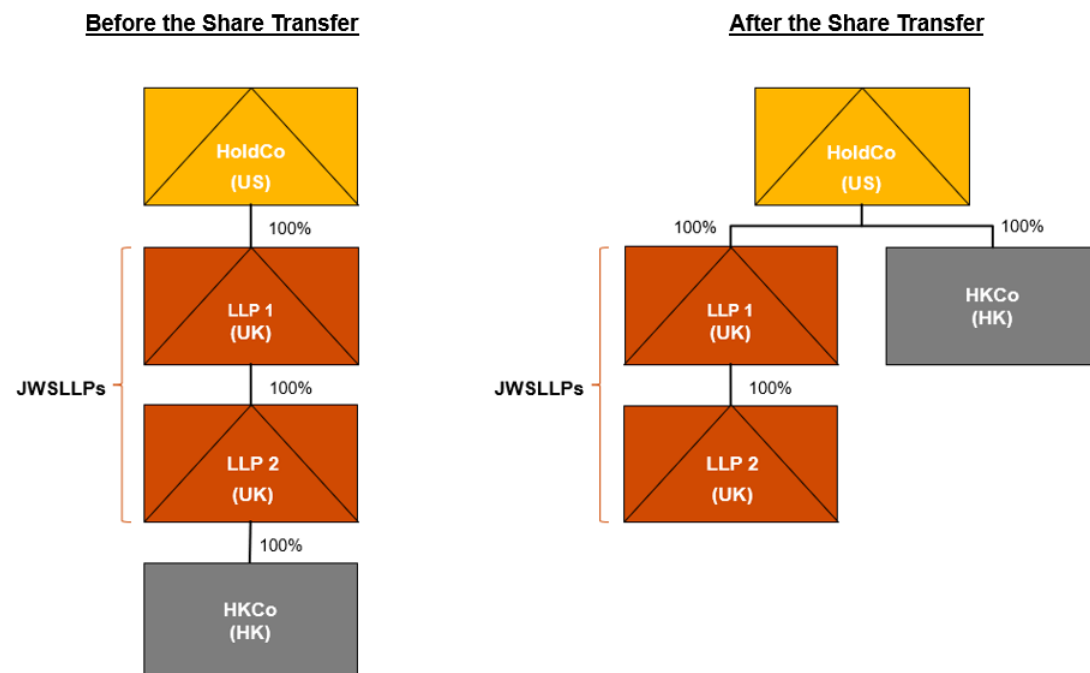 Before the Share Transfer
HoldCo
(US)
100%
LLP 1
(UK)
100%
JWSLLPs
LLP 2
(UK)
100%
HKCo
(HK)
After the Share Transfer
HoldCo
(US)
100%
100%
LLP 1
(UK)
HKCo
(HK)
100%
JWSLLPs
LLP 2
(UK)